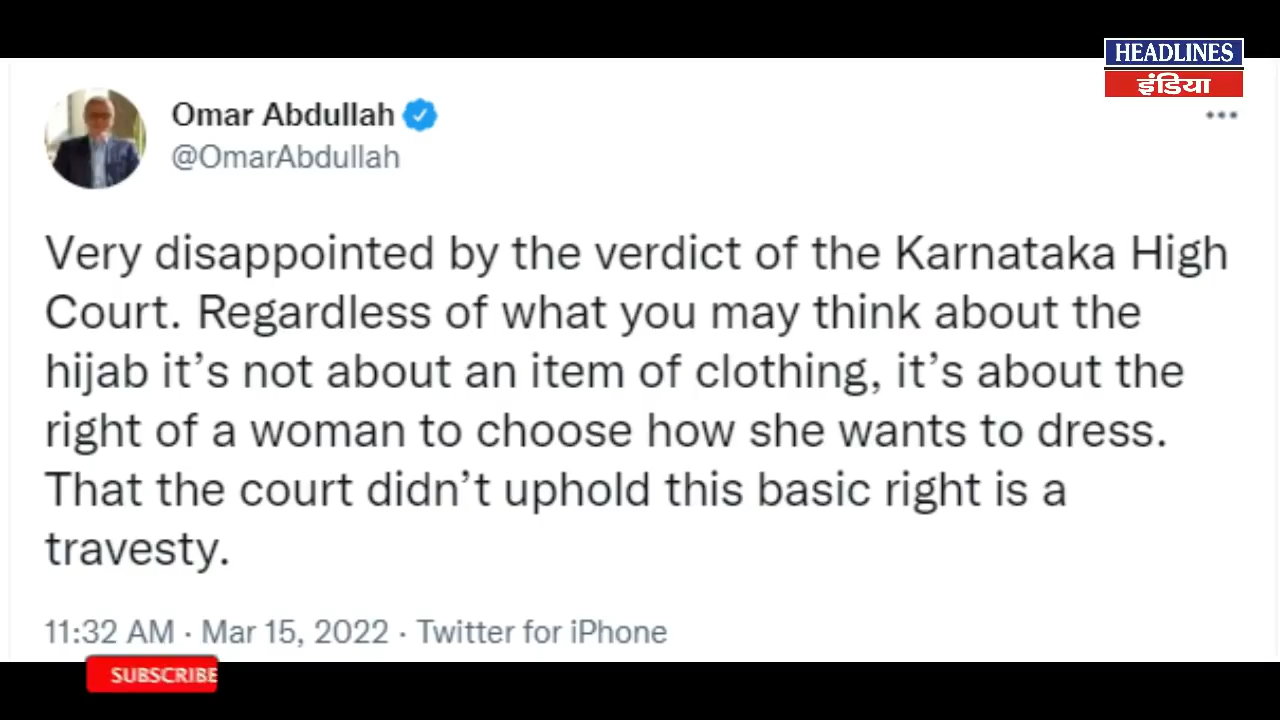 HEADLINES
इंडिया
Omar Abdullah
@OmarAbdullah
Very disappointed by the verdict of the Karnataka High
Court. Regardless of what you may think about the
hijab it’s not about an item of clothing, it’s about the
right of a woman to choose how she wants to dress.
That the court didn’t uphold this basic right is a
travesty.
11:32 AM · Mar 15, 2022 · Twitter for iPhone
SUBSCRIBE